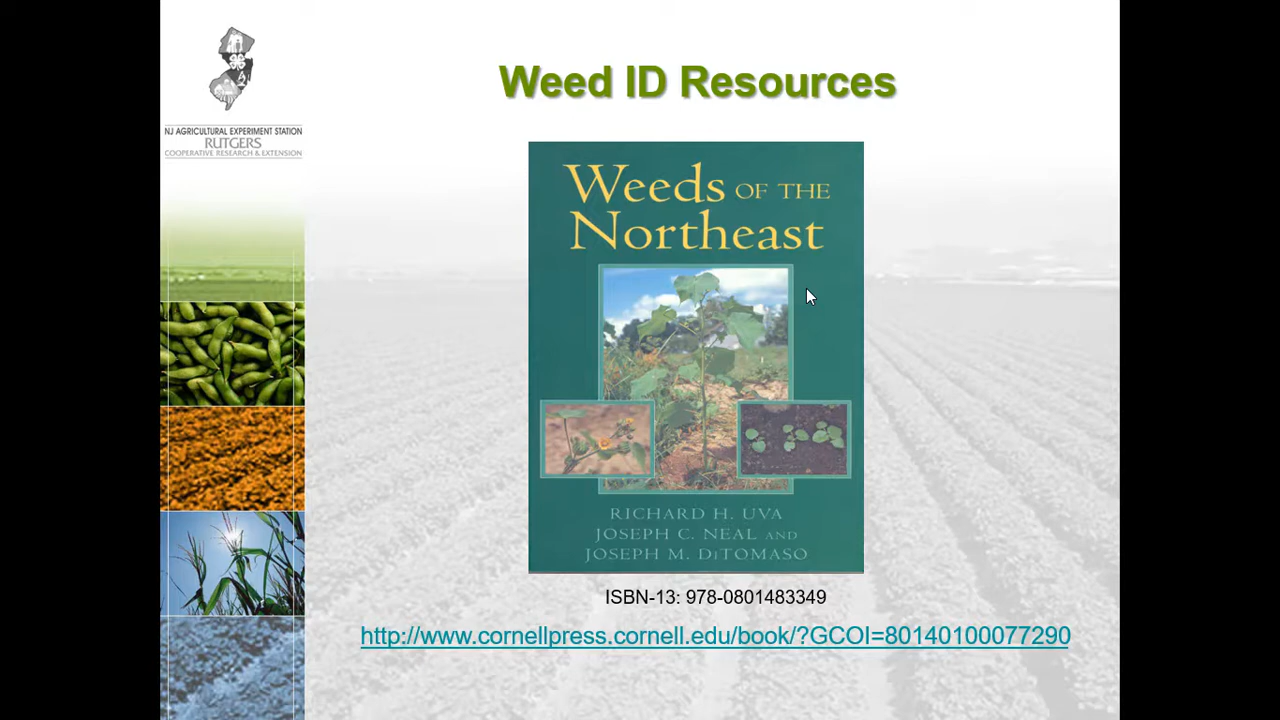 NJ AGRICULTURAL EXPERIMENT STATION
RUTGERS
COOPERATIVE RESEARCH & EXTENSION
Weed ID Resources
Weeds OF THE
Northeast
RICHARD H. UVA
JOSEPH C. NEAL AND
JOSEPH M. DiTOMASO
ISBN-13: 978-0801483349
http://www.cornellpress.cornell.edu/book/?GCOI=80140100077290